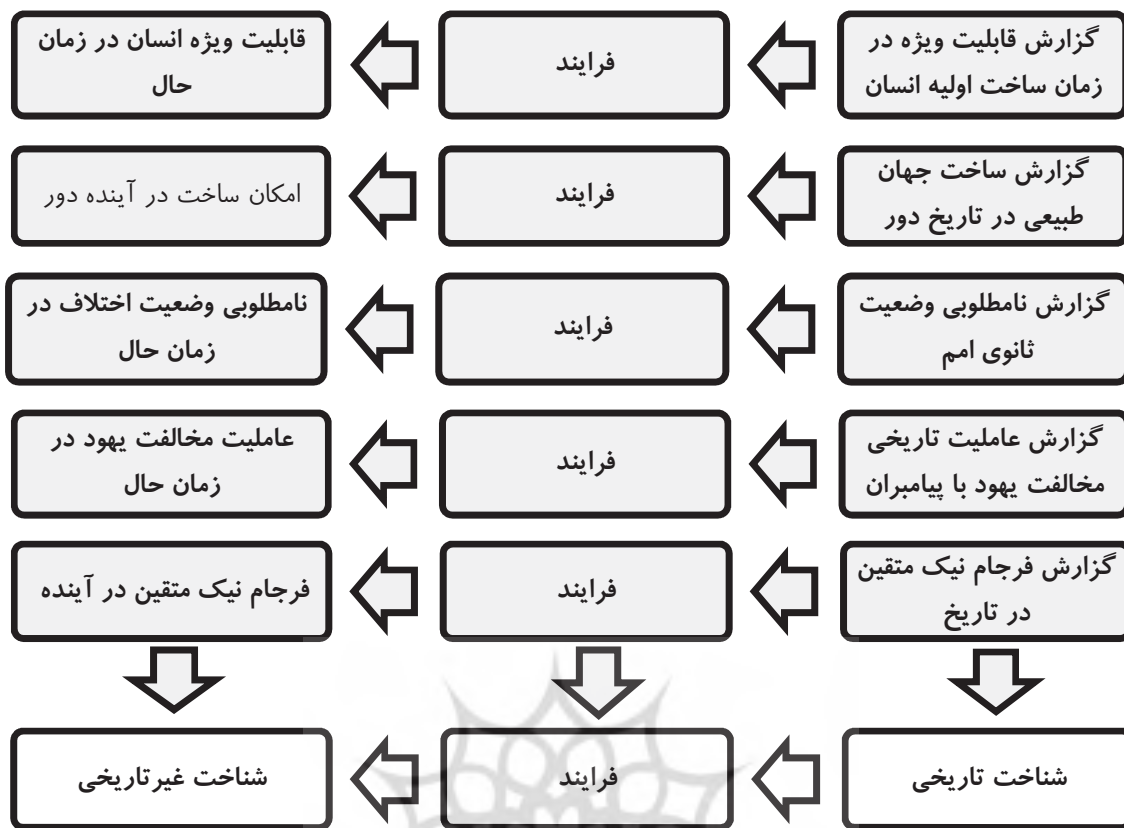 گزارش قابلیت ویژه در
زمان ساخت اولیه انسان
فرایند
قابلیت ویژه انسان در زمان
حال
گزارش ساخت جهان
طبیعی در تاریخ دور
فرایند
امکان ساخت در آینده دور
گزارش نامطلوبی وضعیت
ثانوی امم
فرایند
نامطلوبی وضعیت اختلاف در
زمان حال
گزارش عاملیت تاریخی
مخالفت یهود با پیامبران
فرایند
عاملیت مخالفت یهود در
زمان حال
گزارش فرجام نیک متقین
در تاریخ
فرایند
فرجام نیک متقین در آینده
شناخت تاریخی
فرایند
شناخت غیرتاریخی